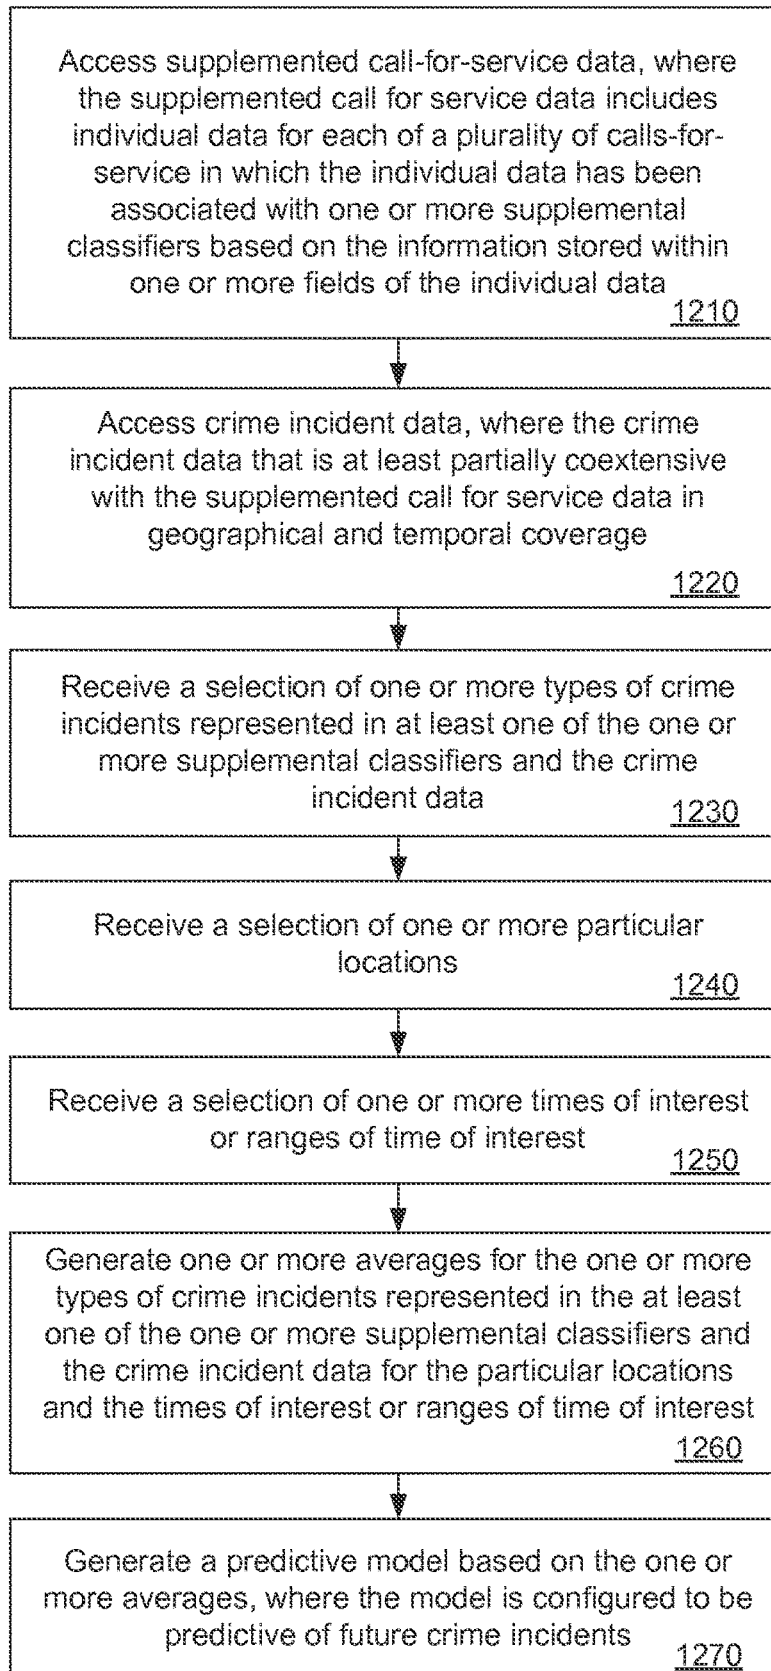 Access supplemented call-for-service data, where
the supplemented call for service data includes
individual data for each of a plurality of calls-for-
service in which the individual data has been
associated with one or more supplemental
classifiers based on the information stored within
one or more fields of the individual data
1210
Access crime incident data, where the crime
incident data that is at least partially coextensive
with the supplemented call for service data in
geographical and temporal coverage
1220
Receive a selection of one or more types of crime
incidents represented in at least one of the one or
more supplemental classifiers and the crime
incident data
1230
Receive a selection of one or more particular
locations
1240
Receive a selection of one or more times of interest
or ranges of time of interest
1250
Generate one or more averages for the one or more
types of crime incidents represented in the at least
one of the one or more supplemental classifiers and
the crime incident data for the particular locations
and the times of interest or ranges of time of interest
1260
Generate a predictive model based on the one or
more averages, where the model is configured to be
predictive of future crime incidents
1270